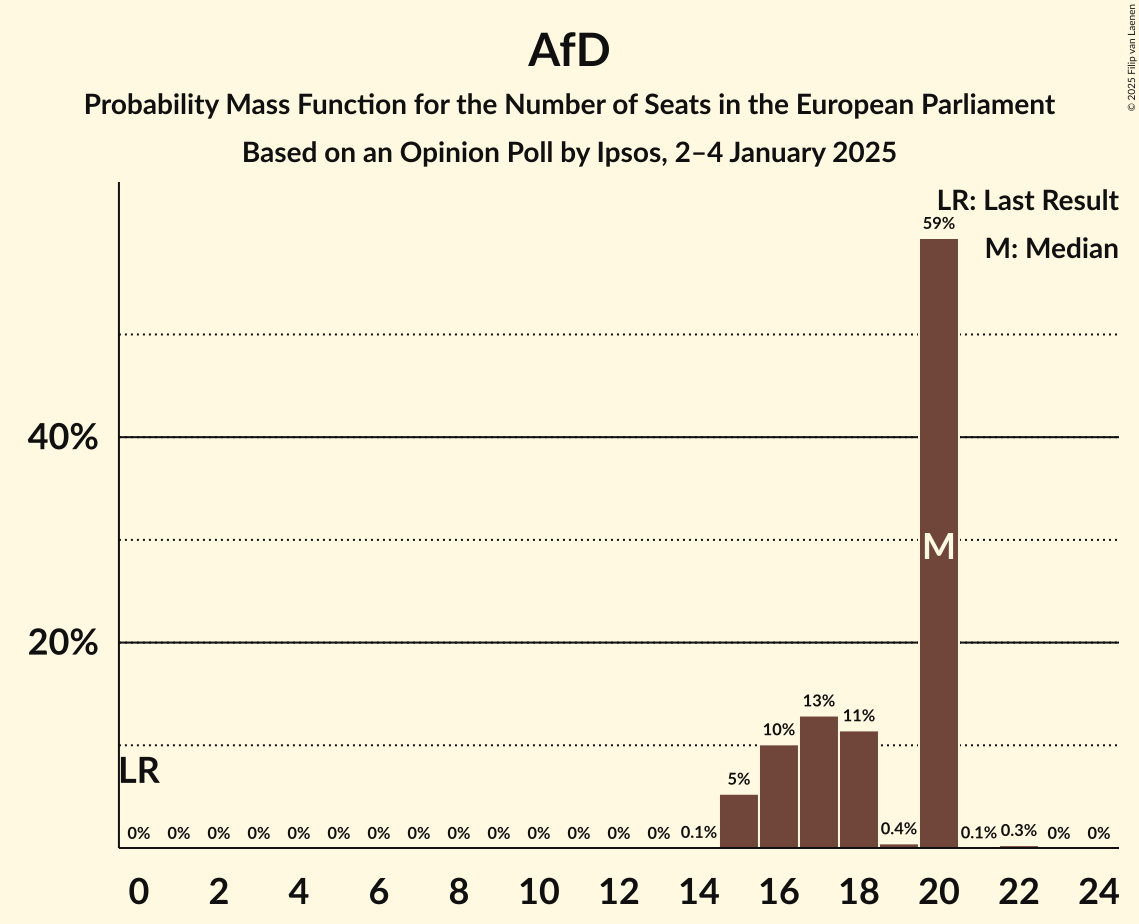 AfD
Probability Mass Function for the Number of Seats in the European Parliament
Based on an Opinion Poll by Ipsos, 2–4 January 2025
© 2025 Filip van Laenen
LR: Last Result
M: Median
59%
40%
M
20%
13%
11%
10%
5%
LR
0% 0% 0% 0% 0% 0% 0% 0% 0% 0% 0% 0% 0% 0% 0.1% 0.4% 0.1% 0.3% 0% 0%
0 2 4 6 8 10 12 14 16 18 20 22 24